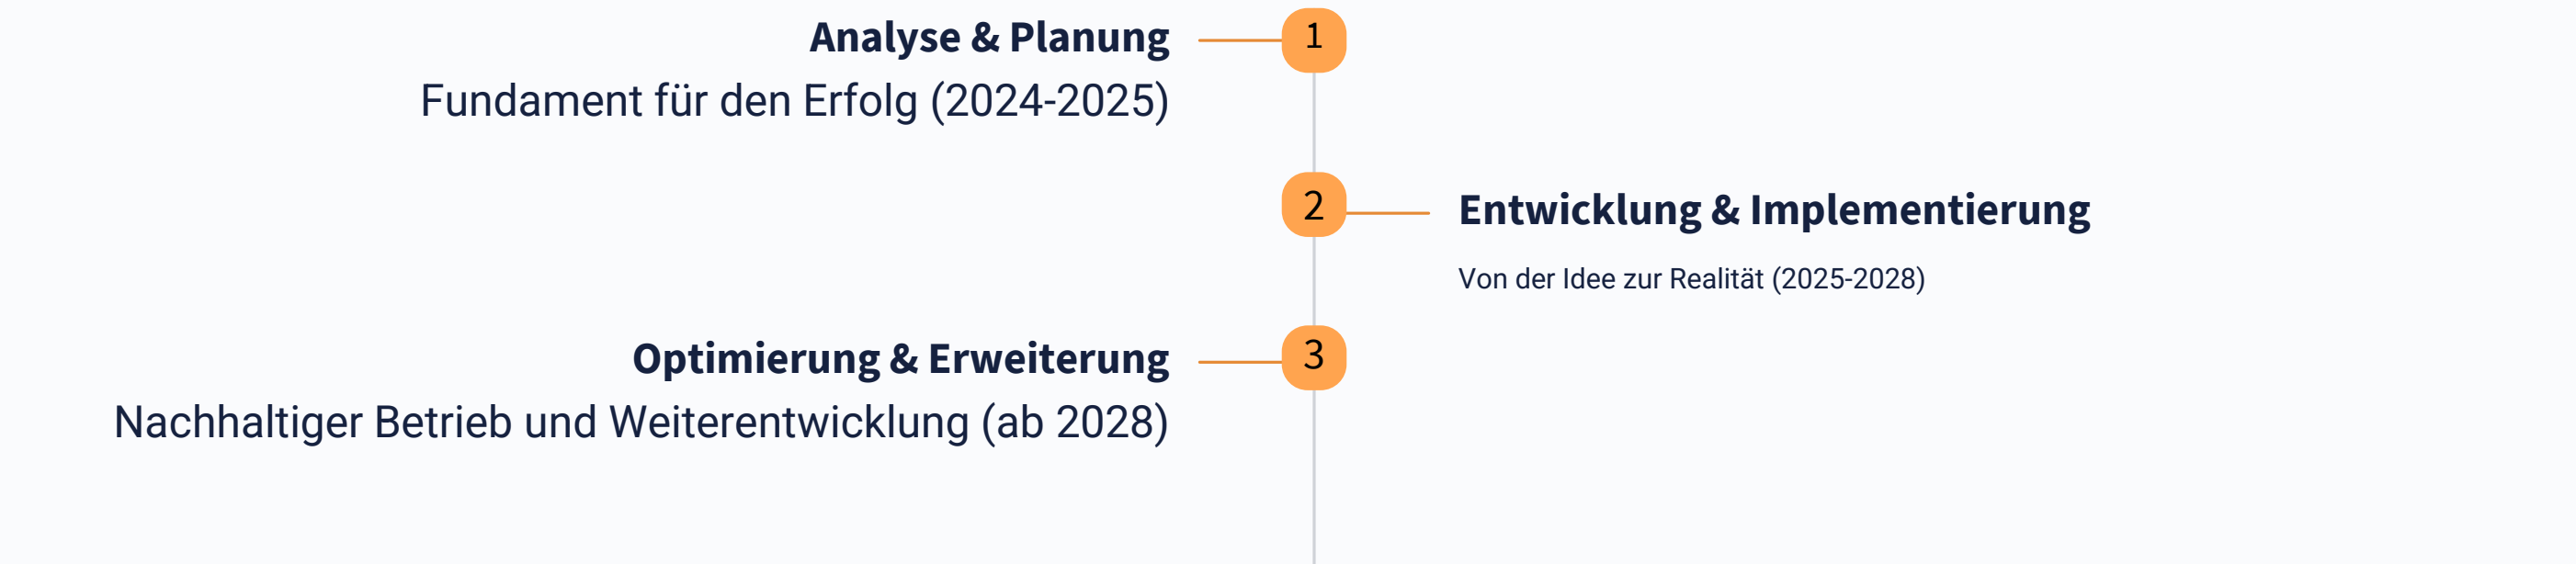 Analyse & Planung
1
Fundament für den Erfolg (2024-2025)
2
Entwicklung & Implementierung
Von der Idee zur Realität (2025-2028)
Optimierung & Erweiterung
3
Nachhaltiger Betrieb und Weiterentwicklung (ab 2028)